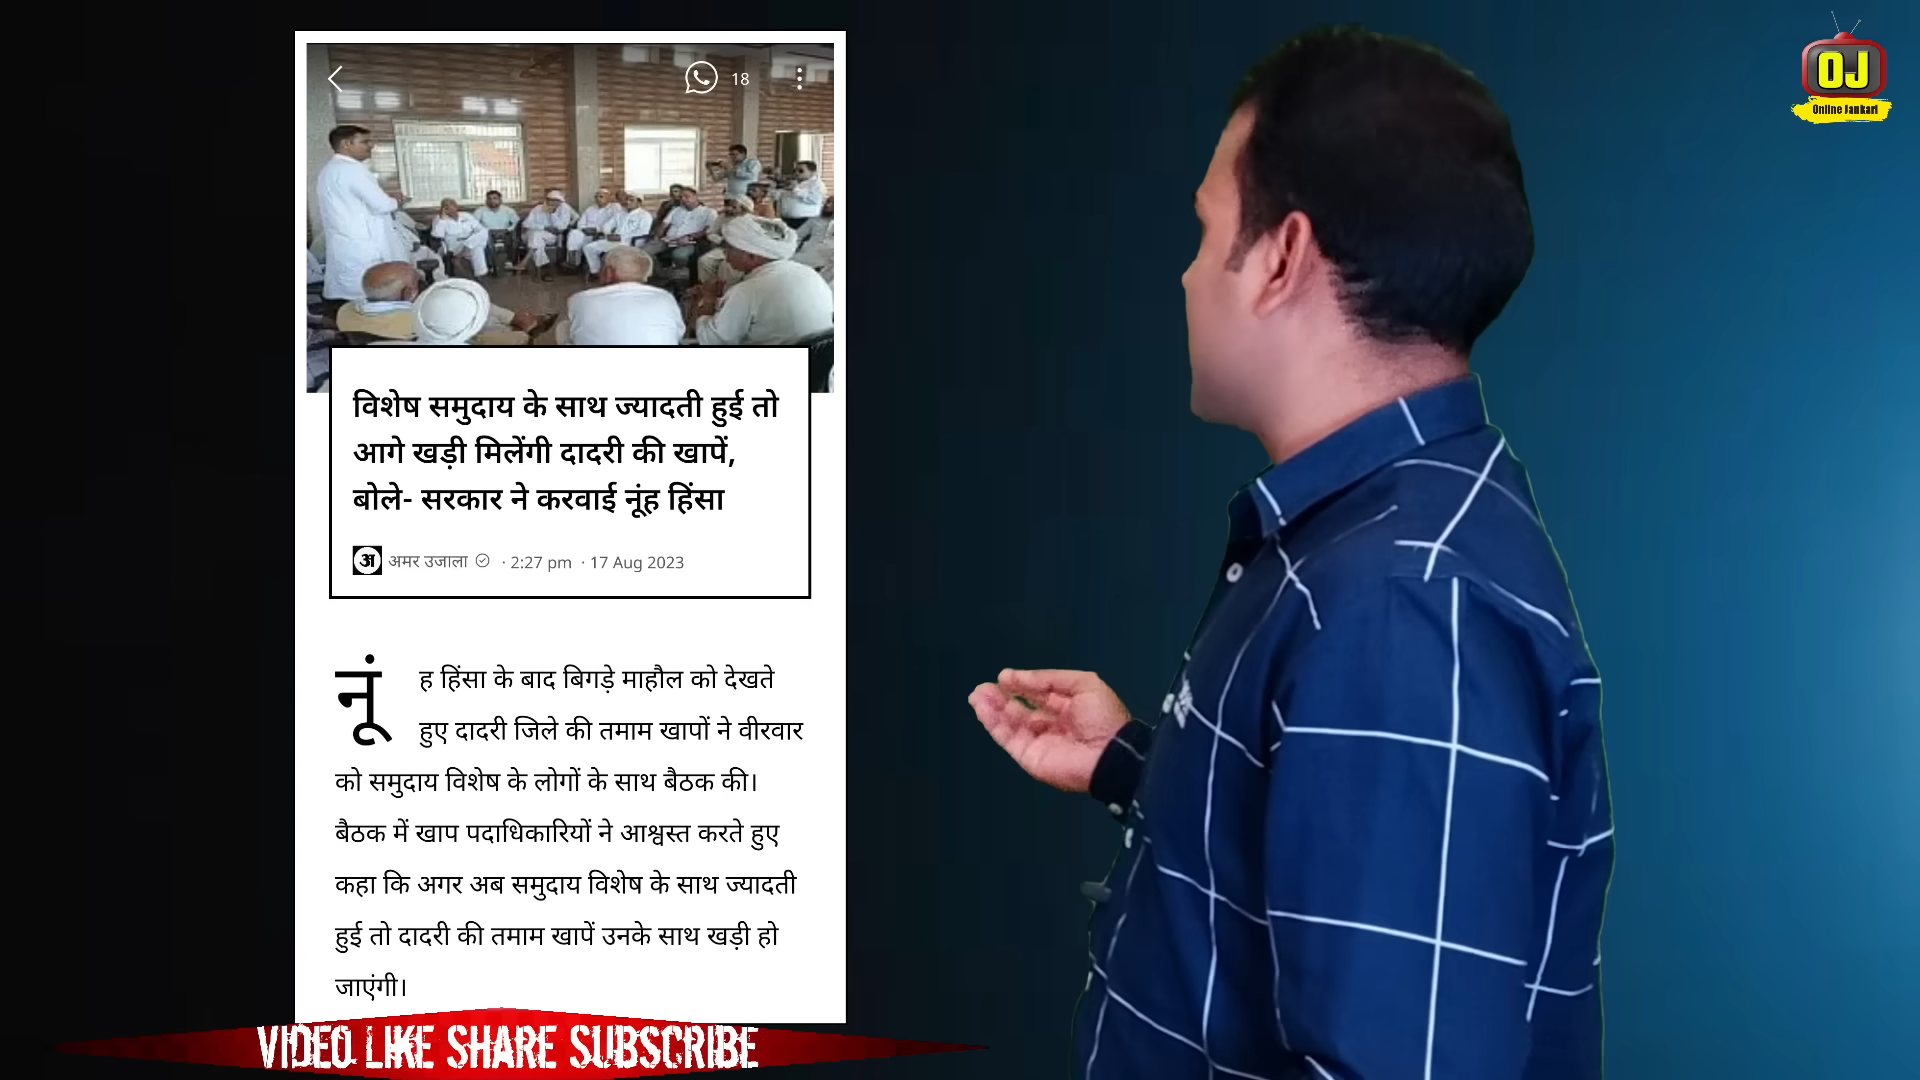 18
विशेष समुदाय के साथ ज्यादती हुई तो
आगे खड़ी मिलेंगी दादरी की खापें,
बोले- सरकार ने करवाई नूंह हिंसा
अ अमर उजाला · 2:27 pm · 17 Aug 2023
नूंह हिंसा के बाद बिगड़े माहौल को देखते
हुए दादरी जिले की तमाम खापों ने वीरवार
को समुदाय विशेष के लोगों के साथ बैठक की।
बैठक में खाप पदाधिकारियों ने आश्वस्त करते हुए
कहा कि अगर अब समुदाय विशेष के साथ ज्यादती
हुई तो दादरी की तमाम खापें उनके साथ खड़ी हो
जाएंगी।
VIDEO LIKE SHARE SUBSCRIBE
OJ
Online Jankari